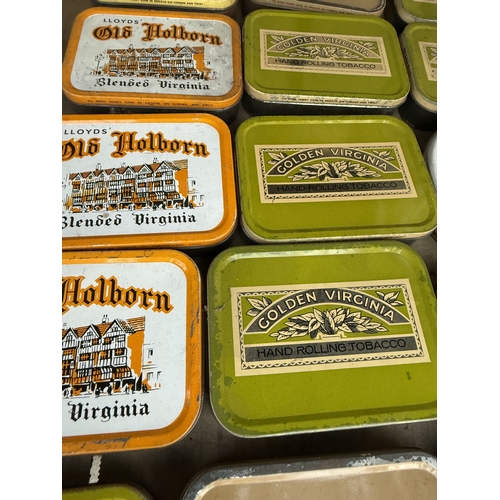 LLOYDS'
Old Holborn
Blended Virginia
GOLDEN VIRGINIA
HAND ROLLING TOBACCO
LLOYDS'
Old Holborn
Blended Virginia
GOLDEN VIRGINIA
HAND ROLLING TOBACCO
Holborn
Virginia
GOLDEN VIRGINIA
HAND ROLLING TOBACCO